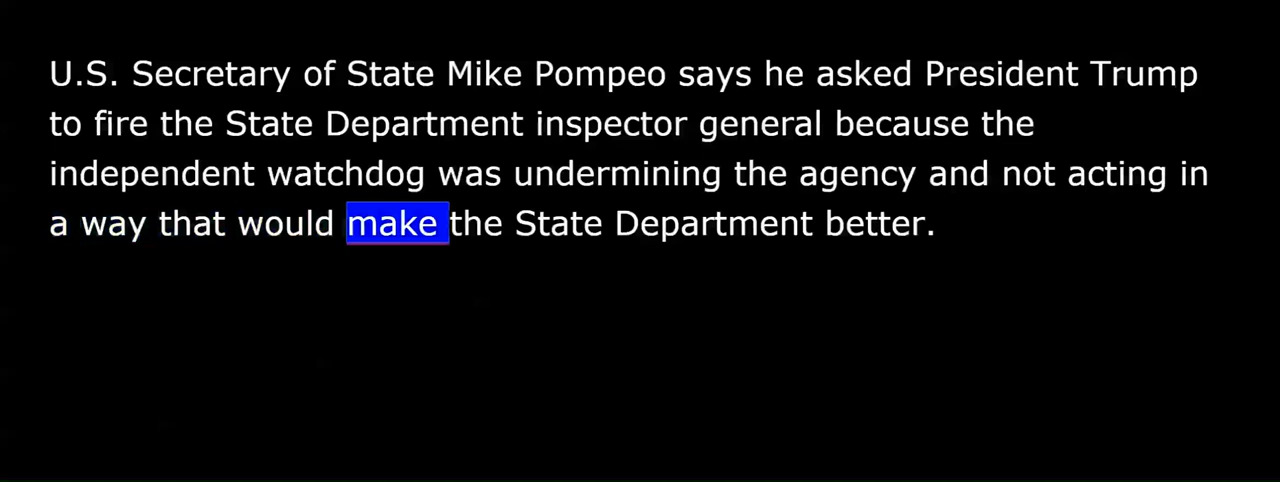 U.S. Secretary of State Mike Pompeo says he asked President Trump
to fire the State Department inspector general because the
independent watchdog was undermining the agency and not acting in
a way that would make the State Department better.